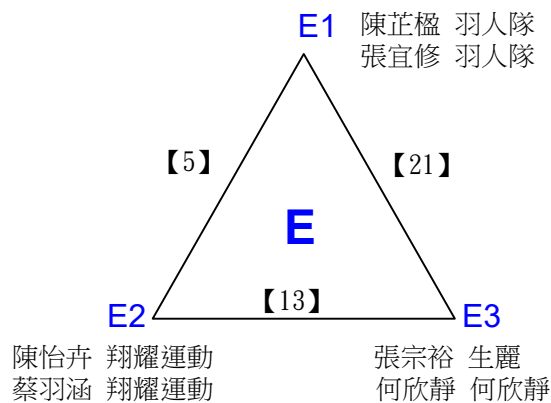 E1 陳芷楹 羽人隊
張宜修 羽人隊
【5】
【21】
E
【13】
E2
E3
陳怡卉 翔耀運動
張宗裕 生麗
蔡羽涵 翔耀運動
何欣靜 何欣靜